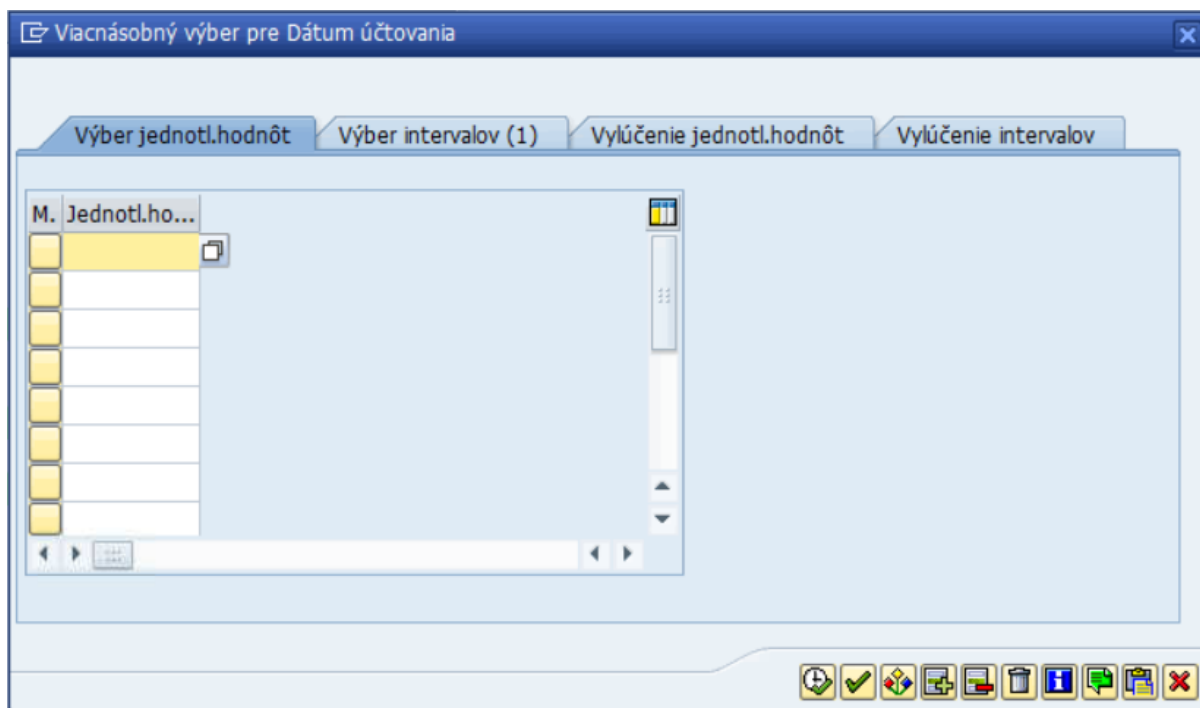 Viacnásobný výber pre Dátum účtovania
Výber jednotl.hodnôt Výber intervalov (1) Vylúčenie jednotl.hodnôt Vylúčenie intervalov
M. Jednotl.ho...